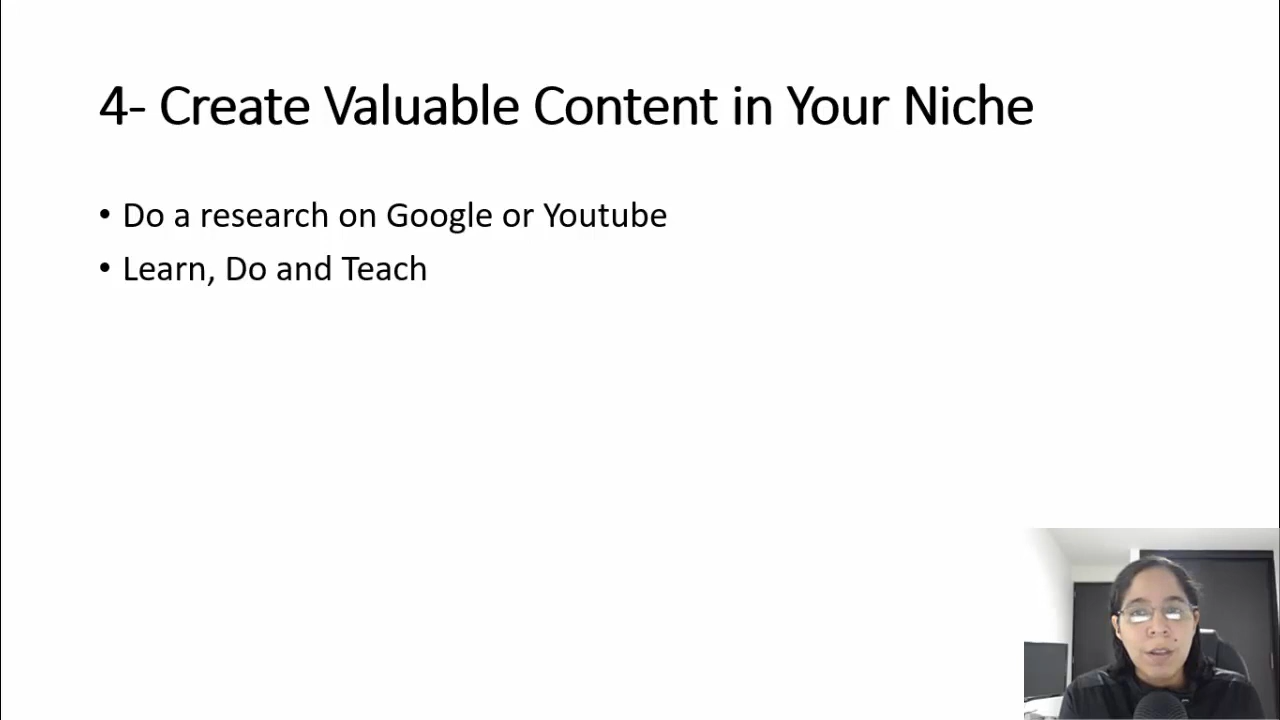 4- Create Valuable Content in Your Niche
• Do a research on Google or Youtube
• Learn, Do and Teach